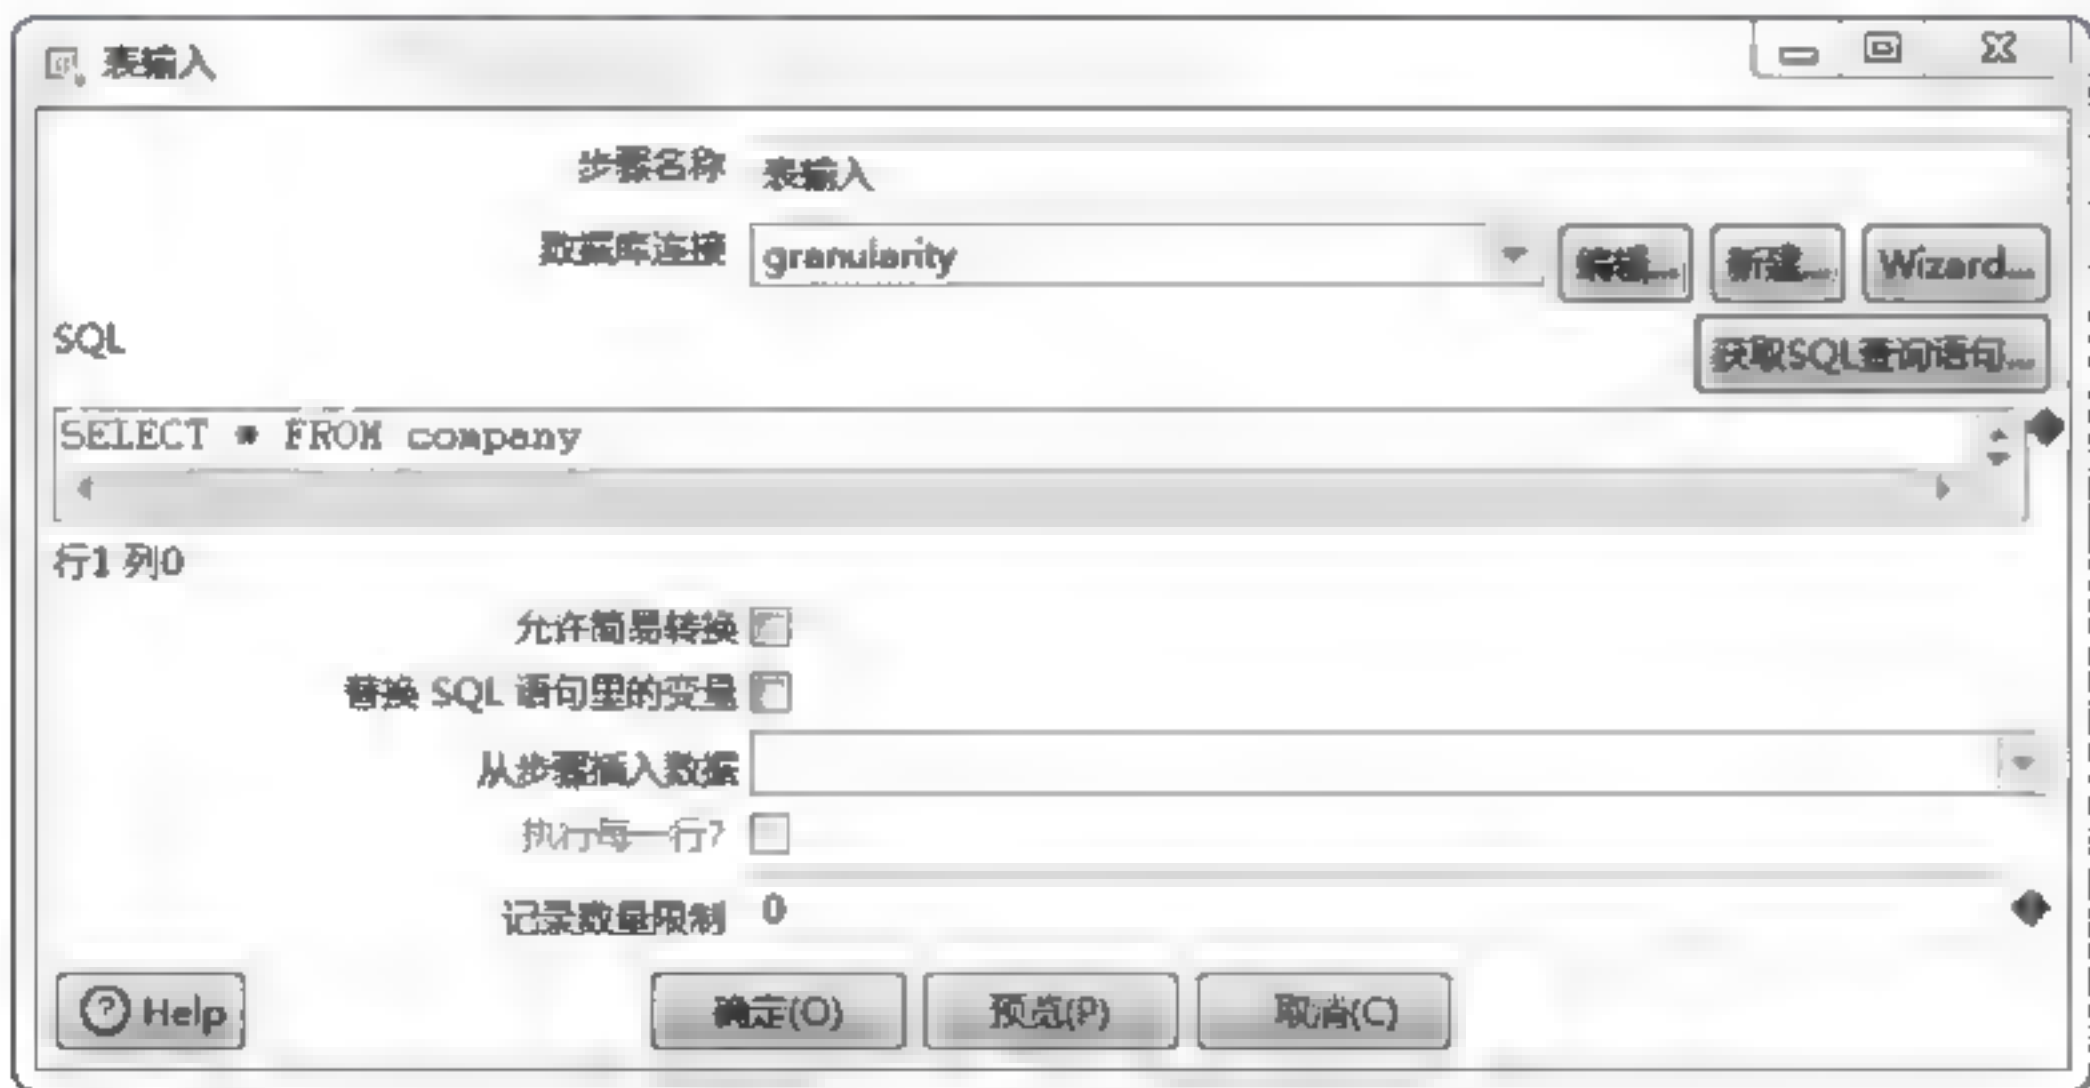 表输入
步骤名称 表输入
数据库连接 granularity 编辑... 新建... Wizard...
SQL 获取SQL查询语句...
SELECT * FROM company
行1 列0
允许简易转换
替换 SQL 语句里的变量
从步骤插入数据
执行每一行?
记录数量限制 0
Help 确定(O) 预览(P) 取消(C)